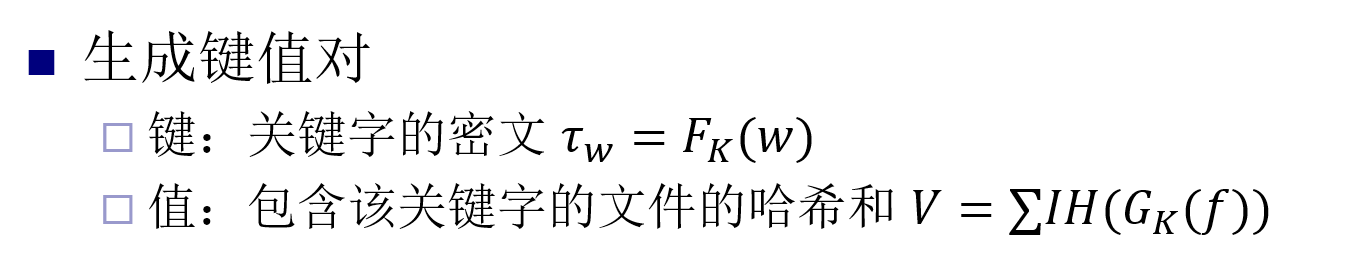 生成键值对
键：关键字的密文 τ_w = F_K(w)
值：包含该关键字的文件的哈希和 V = ∑IH(G_K(f))